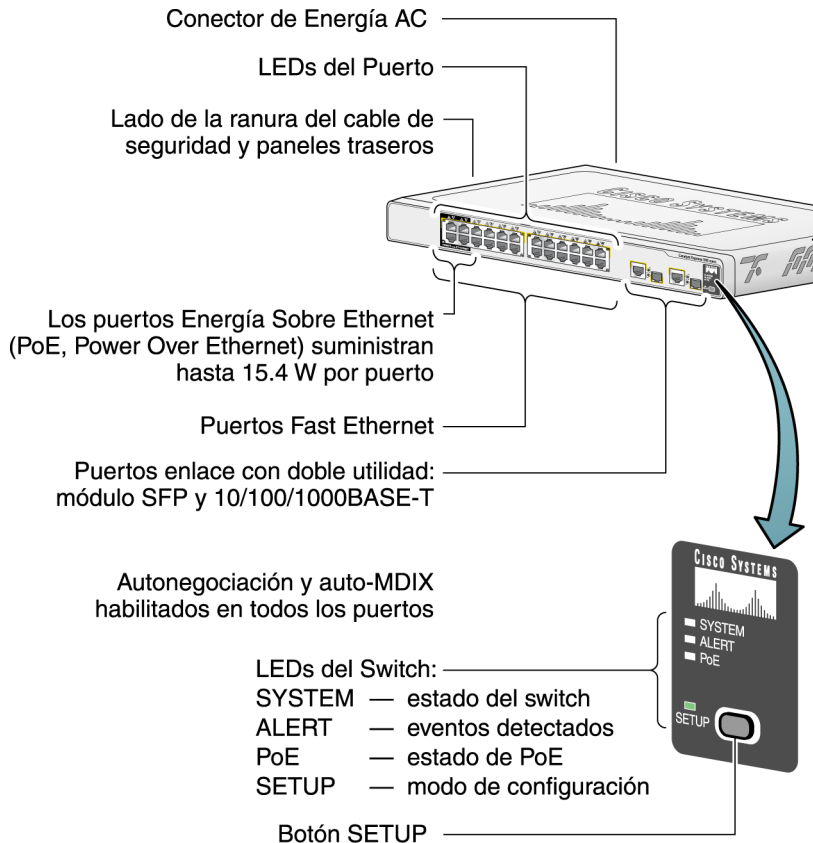 Conector de Energía AC
LEDs del Puerto
Lado de la ranura del cable de
seguridad y paneles traseros
CISCO SYSTEMS
Los puertos Energía Sobre Ethernet
(PoE, Power Over Ethernet) suministran
hasta 15.4 W por puerto
Puertos Fast Ethernet
Puertos enlace con doble utilidad:
módulo SFP y 10/100/1000BASE-T
Autonegociación y auto-MDIX
habilitados en todos los puertos
CISCO SYSTEMS
SYSTEM
ALERT
PoE
SETUP
LEDs del Switch:
SYSTEM — estado del switch
ALERT — eventos detectados
PoE — estado de PoE
SETUP — modo de configuración
Botón SETUP